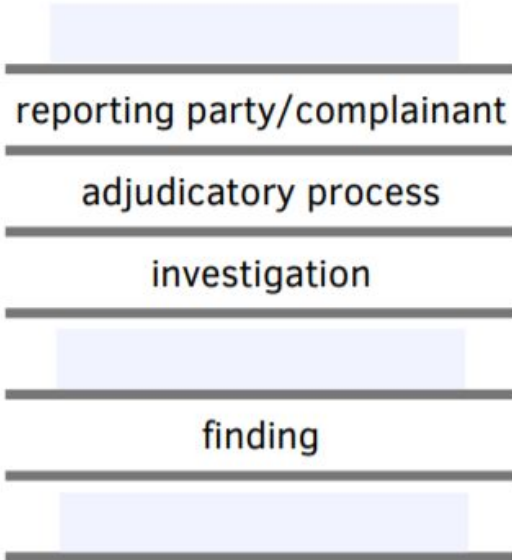 reporting party/complainant
adjudicatory process
investigation
finding